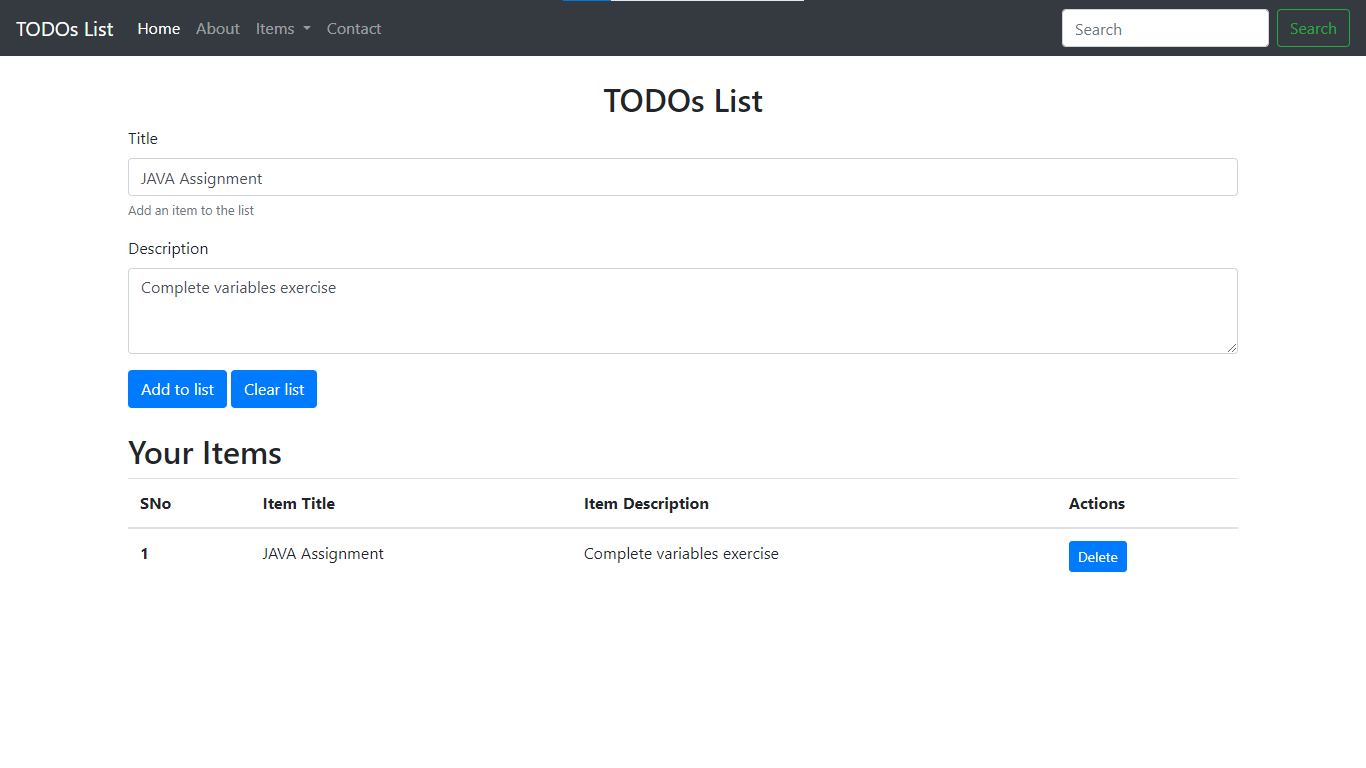 TODOs List Home About Items Contact Search Search
TODOs List
Title
JAVA Assignment
Add an item to the list
Description
Complete variables exercise
Add to list Clear list
Your Items
SNo Item Title Item Description Actions
1 JAVA Assignment Complete variables exercise Delete